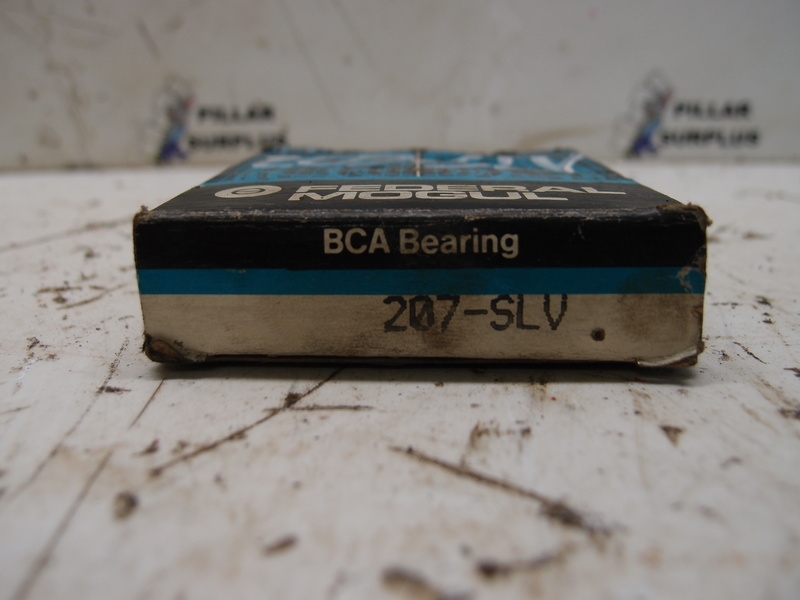 PILLAR
SURPLUS
PILLAR
SURPLUS
FEDERAL
MOGUL
BCA Bearing
207-SLV